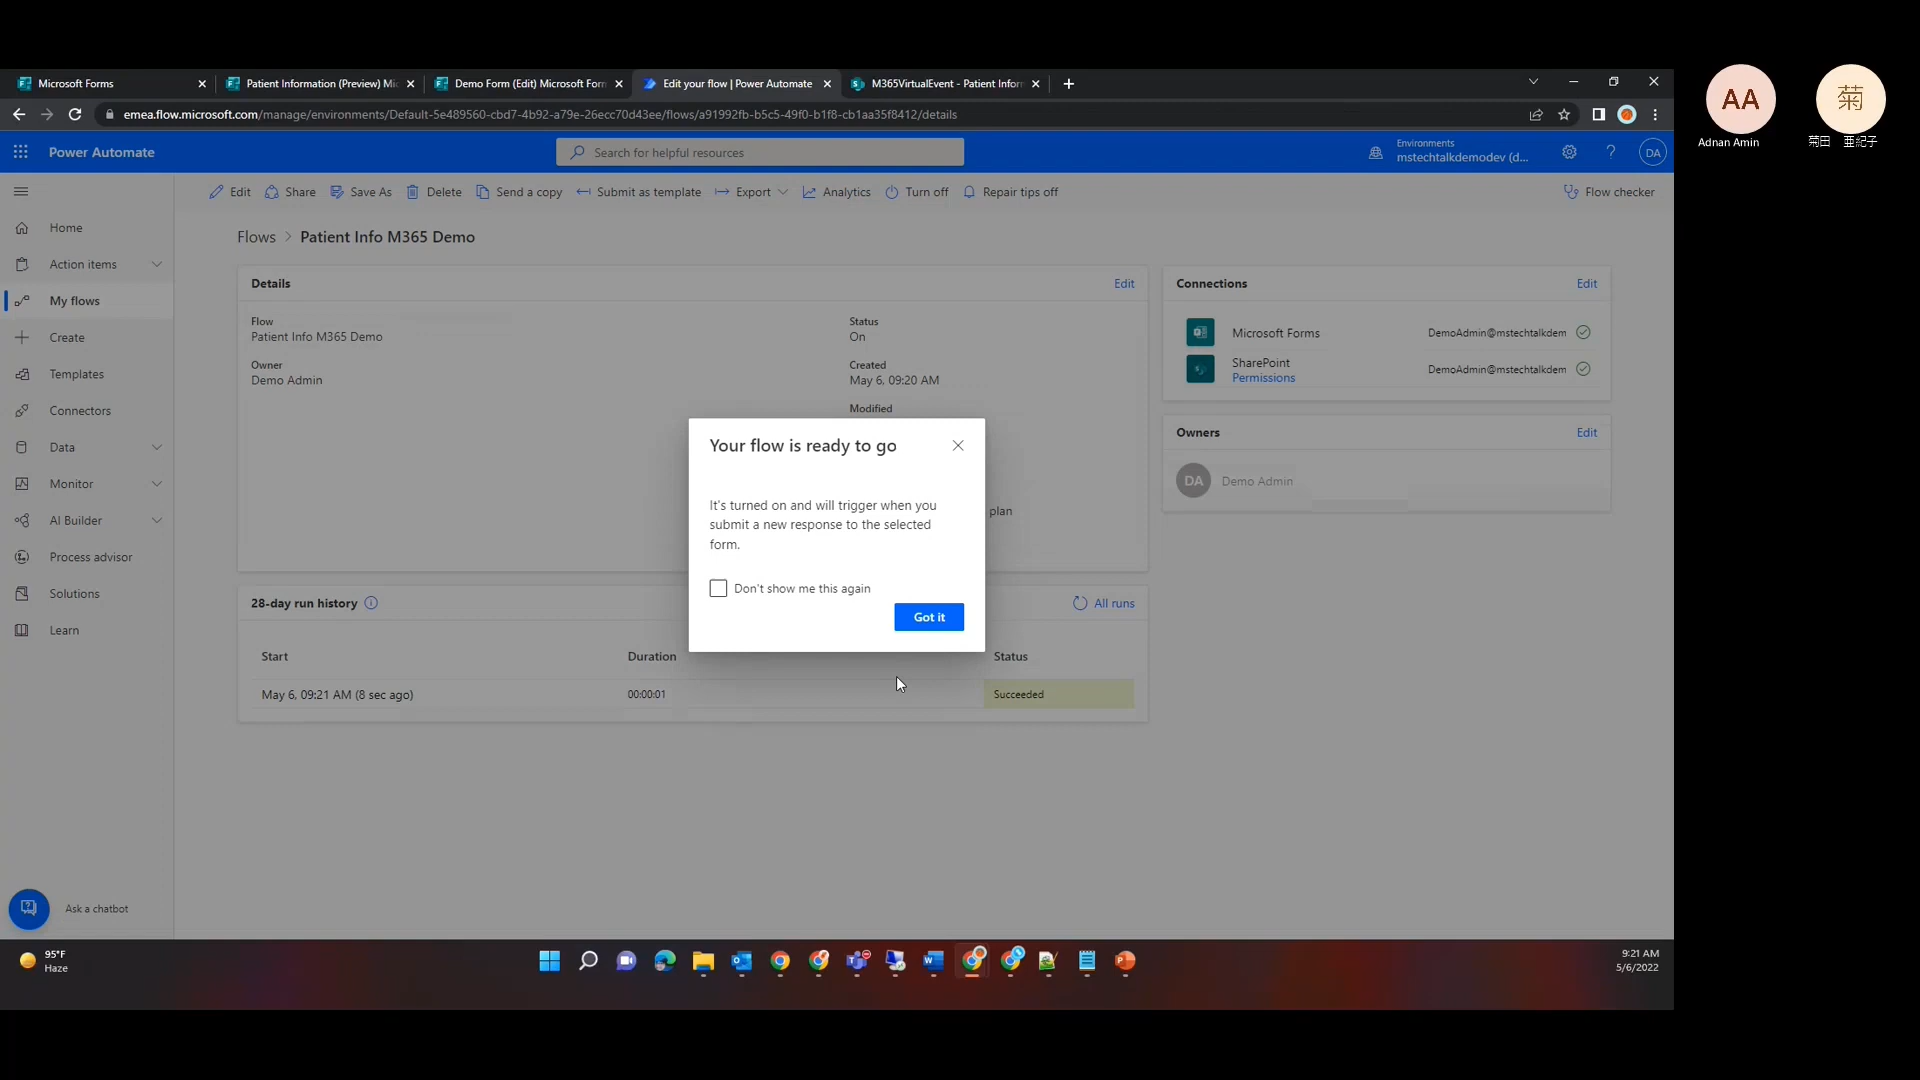 Microsoft Forms
Patient Information (Preview) Mi
Demo Form (Edit) Microsoft Form
Edit your flow | Power Automate
M365VirtualEvent - Patient Inform
emea.flow.microsoft.com/manage/environments/Default-5e489560-cbd7-4b92-a79e-26ecc70d43ee/flows/a91992fb-b5c5-49f0-b1f8-cb1aa35f8412/details
AA
菊
Adnan Amin
菊田 亜紀子
Power Automate
Search for helpful resources
Environments
mstechtalkdemodev (d...
?
DA
Edit
Share
Save As
Delete
Send a copy
Submit as template
Export
Analytics
Turn off
Repair tips off
Flow checker
Home
Action items
My flows
Create
Templates
Connectors
Data
Monitor
AI Builder
Process advisor
Solutions
Learn
Ask a chatbot
Flows > Patient Info M365 Demo
Details
Edit
Flow
Patient Info M365 Demo
Owner
Demo Admin
Status
On
Created
May 6, 09:20 AM
Modified
plan
Connections
Edit
Microsoft Forms
DemoAdmin@mstechtalkdem
SharePoint
Permissions
DemoAdmin@mstechtalkdem
Owners
Edit
DA
Demo Admin
Your flow is ready to go
It's turned on and will trigger when you
submit a new response to the selected
form.
Don't show me this again
Got it
28-day run history
All runs
Start
Duration
Status
May 6, 09:21 AM (8 sec ago)
00:00:01
Succeeded
95°F
Haze
9:21 AM
5/6/2022